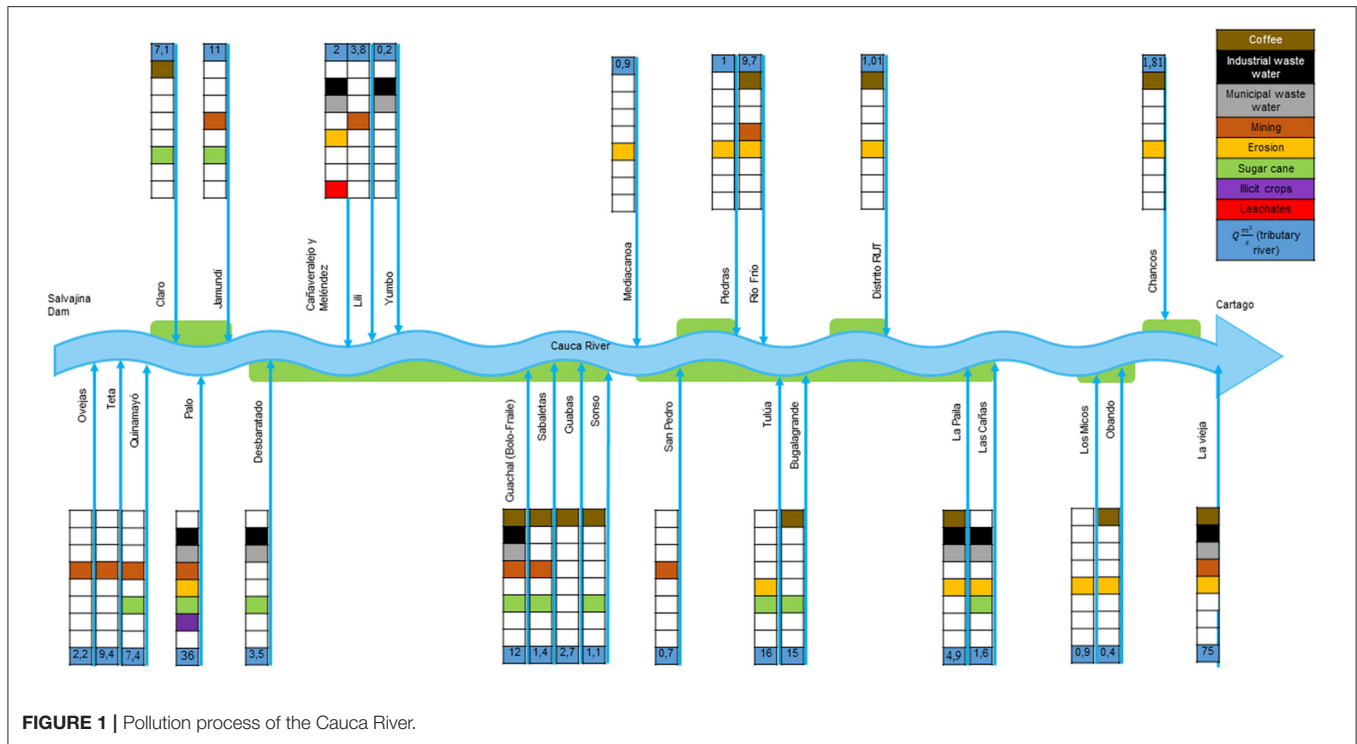 7,1
11
2
3,8
0,2
0,9
1
9,7
1,01
1,81
Coffee
Industrial waste
water
Municipal waste
water
Mining
Erosion
Sugar cane
Illicit crops
Leachates
Q m³/s (tributary
river)
Claro
Jamundí
Cañaveralejo y
Meléndez
Lili
Yumbo
Mediacanoa
Piedras
Río Frío
Distrito RUT
Chancos
Salvajina
Dam
Cartago
Cauca River
Ovejas
Teta
Quinamayó
Palo
Desbaratado
Guachal (Bolo-Fraile)
Sabaletas
Guabas
Sonso
San Pedro
Tulúa
Bugalagrande
La Paila
Las Cañas
Los Micos
Obando
La vieja
2,2
9,4
7,4
36
3,5
12
1,4
2,7
1,1
0,7
16
15
4,9
1,6
0,9
0,4
75
FIGURE 1 | Pollution process of the Cauca River.